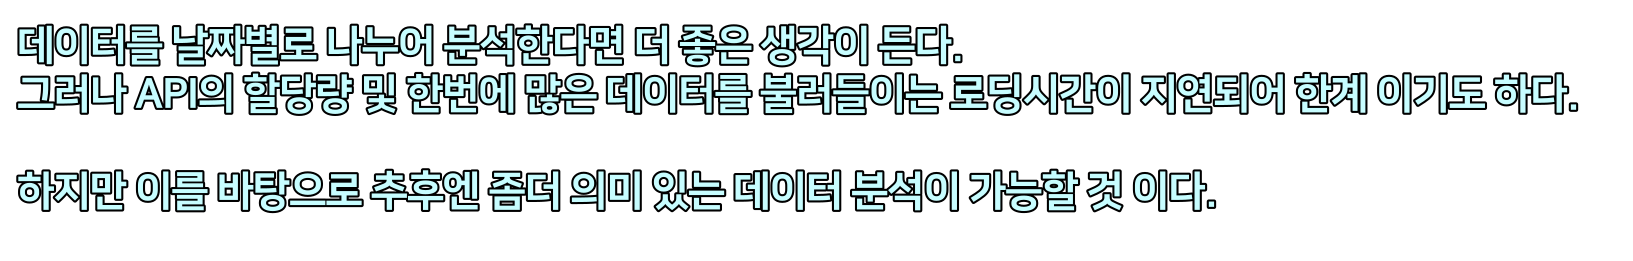 데이터를 날짜별로 나누어 분석한다면 더 좋은 생각이 든다.
그러나 API의 할당량 및 한번에 많은 데이터를 불러들이는 로딩시간이 지연되어 한계 이기도 하다.
하지만 이를 바탕으로 추후엔 좀더 의미 있는 데이터 분석이 가능할 것 이다.